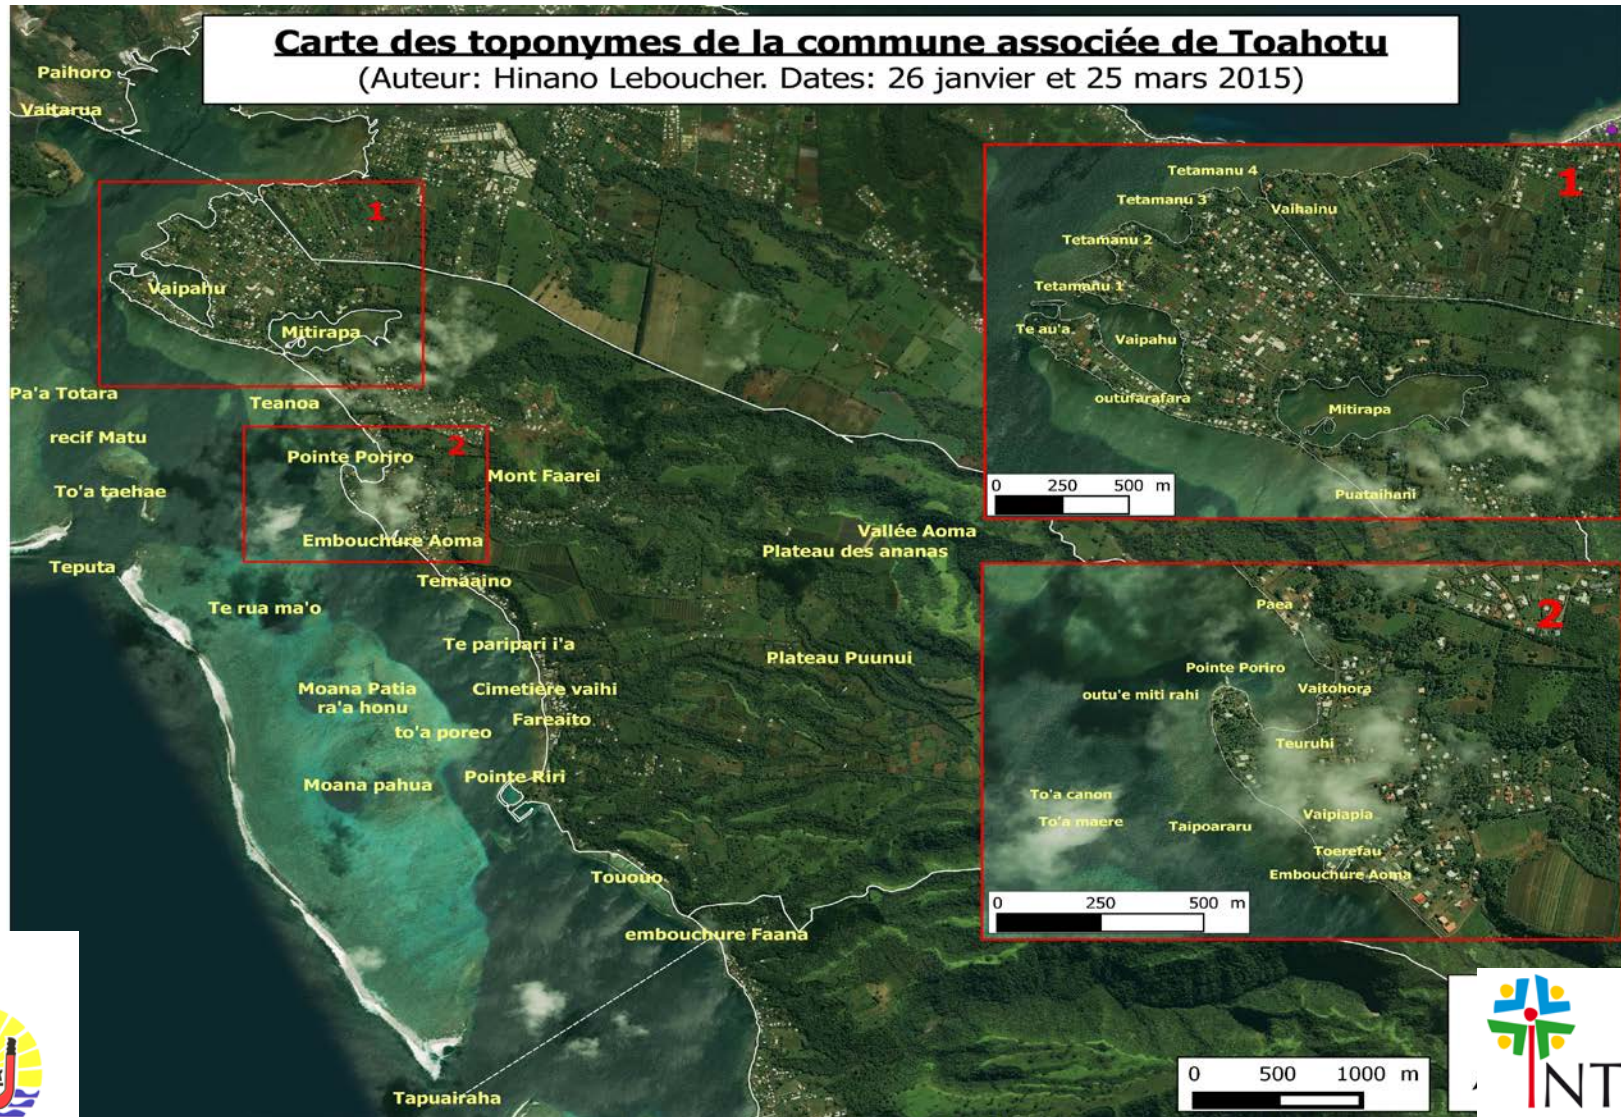 Carte des toponymes de la commune associée de Toahotu
(Auteur: Hinano Leboucher. Dates: 26 janvier et 25 mars 2015)
Paihoro
Vaitarua
1
Vaipahu
Mitirapa
Pa'a Totara
Teanoa
recif Matu
2
Pointe Poriro
Mont Faarei
To'a taehae
Vallée Aoma
Embouchure Aoma
Plateau des ananas
Teputa
Temaaino
Te rua ma'o
Te paripari i'a
Plateau Puunui
Moana Patia
ra'a honu
Cimetière vaihi
Fareaito
to'a poreo
Pointe Riri
Moana pahua
Tououo
embouchure Faana
Tapuairaha
1
Tetamanu 4
Tetamanu 3
Vaihainu
Tetamanu 2
Tetamanu 1
Te au'a
Vaipahu
outufarafara
Mitirapa
0 250 500 m
Puataihani
2
Paea
Pointe Poriro
outu'e miti rahi
Vaitohora
Teuruhi
To'a canon
To'a maere
Taipoararu
Vaipiapia
Toerefau
Embouchure Aoma
0 250 500 m
0 500 1000 m
NT